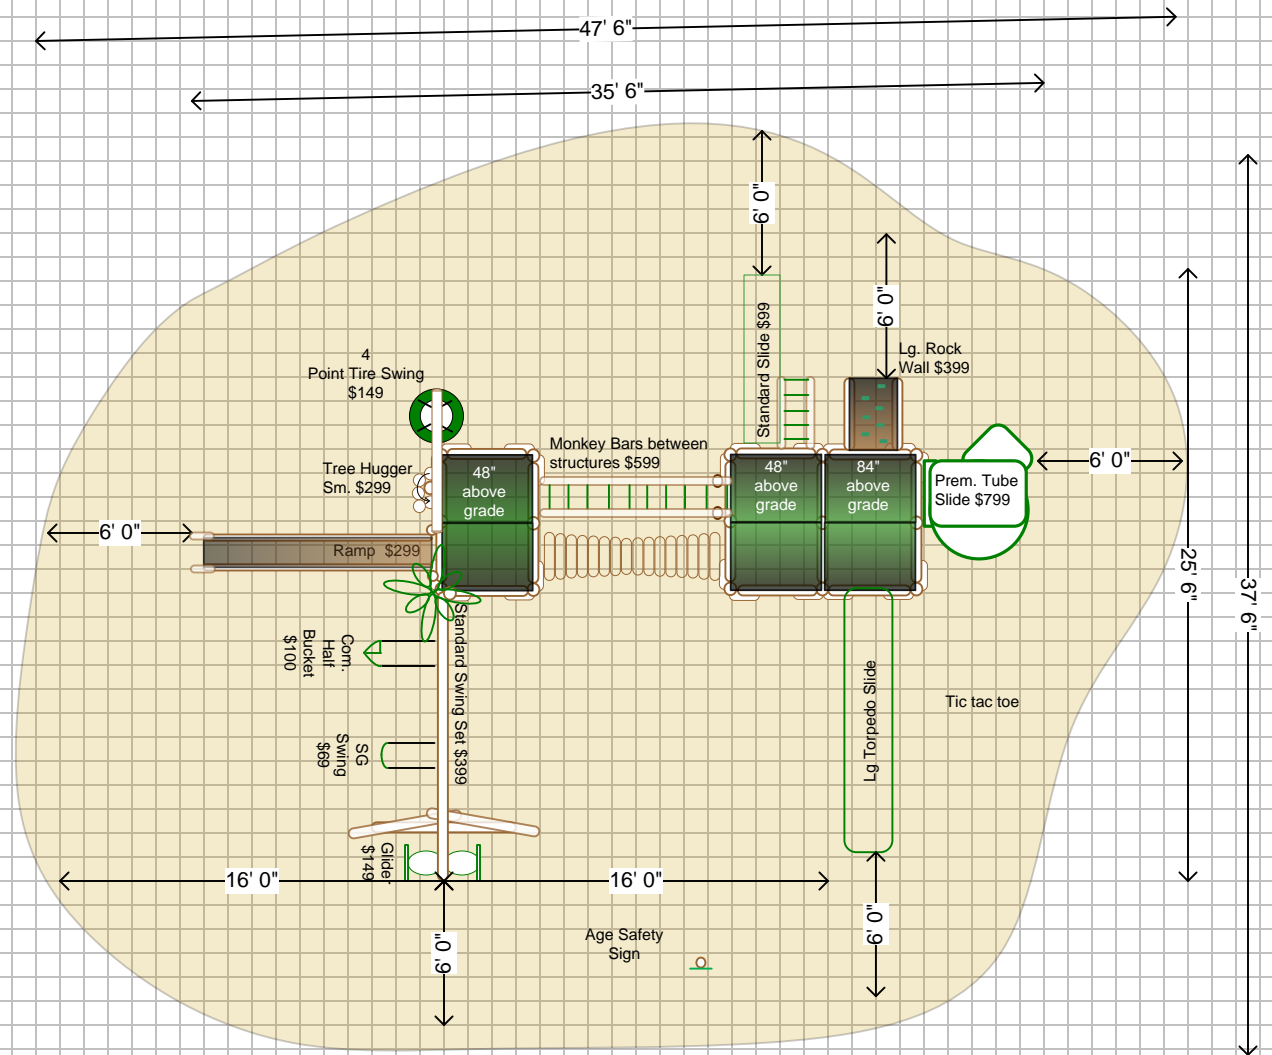 47' 6"
35' 6"
6' 0"
6' 0"
Standard Slide $99
Lg. Rock
Wall $399
4
Point Tire Swing
$149
Monkey Bars between
structures $599
Tree Hugger
Sm. $299
48"
above
grade
48"
above
grade
84"
above
grade
Prem. Tube
Slide $799
6' 0"
6' 0"
Ramp $299
25' 6"
37' 6"
Com.
Half
Bucket
$100
Standard Swing Set $399
SG
Swing
$69
Lg Torpedo Slide
Tic tac toe
Glider
$149
16' 0"
16' 0"
6' 0"
6' 0"
Age Safety
Sign